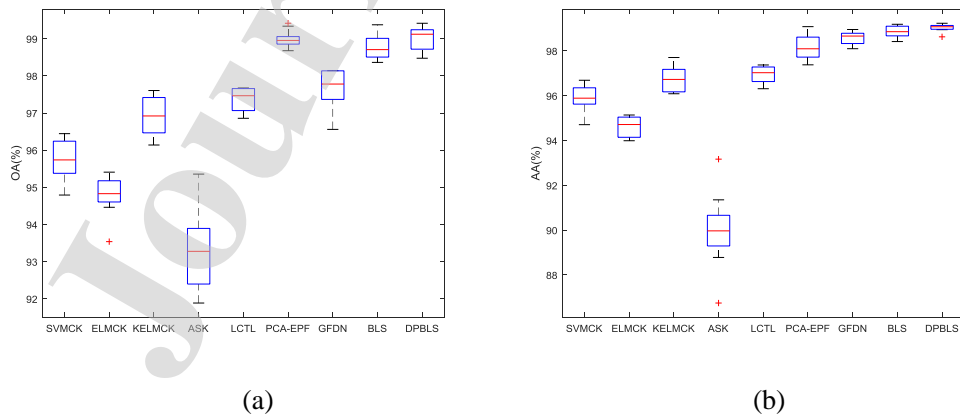 99
98
97
96
95
94
93
92
OA(%)
SVMCK ELMCK KELMCK ASK LCTL PCA-EPF GFDN BLS DPBLS
(a)
98
96
94
92
90
88
AA(%)
SVMCK ELMCK KELMCK ASK LCTL PCA-EPF GFDN BLS DPBLS
(b)
Jour